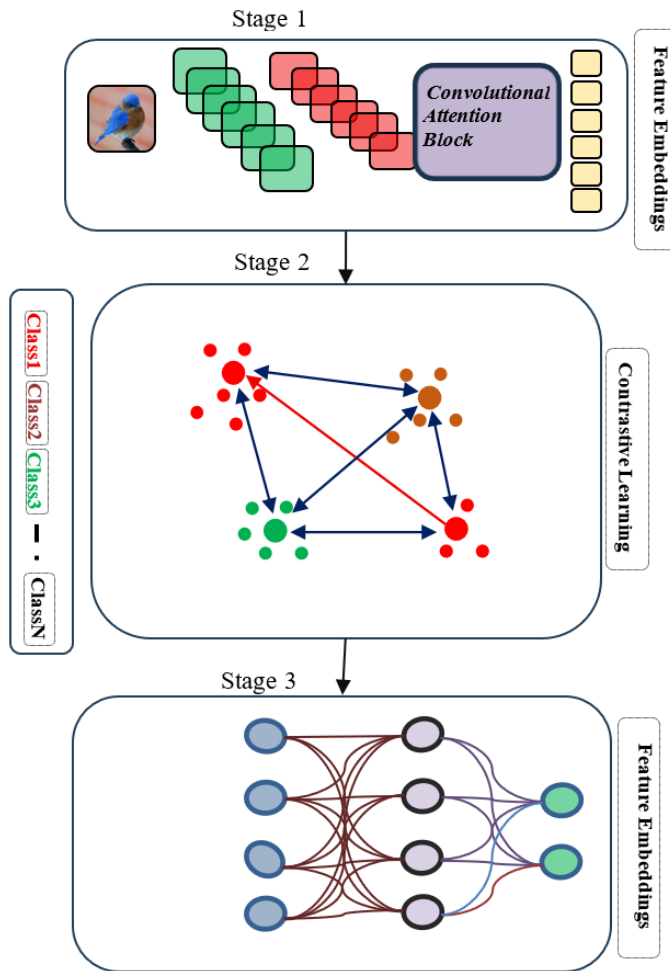 Stage 1
Convolutional
Attention
Block
Feature Embeddings
Stage 2
Class1
Class2
Class3
ClassN
Contrastive Learning
Stage 3
Feature Embeddings